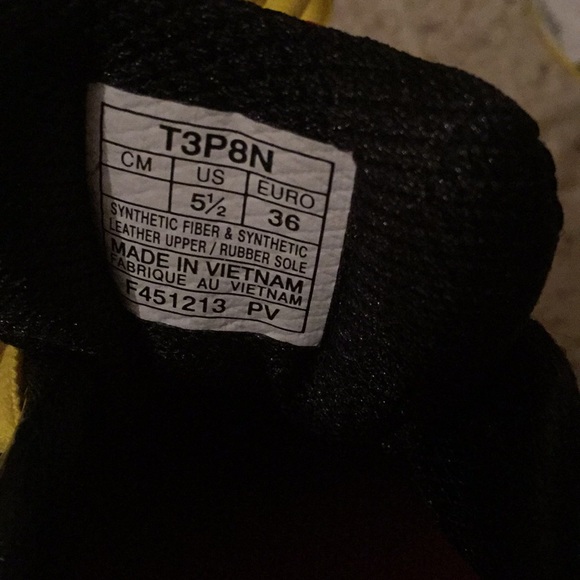 T3P8N
CM US EURO
5½ 36
SYNTHETIC FIBER & SYNTHETIC
LEATHER UPPER / RUBBER SOLE
MADE IN VIETNAM
FABRIQUE AU VIETNAM
F451213 PV